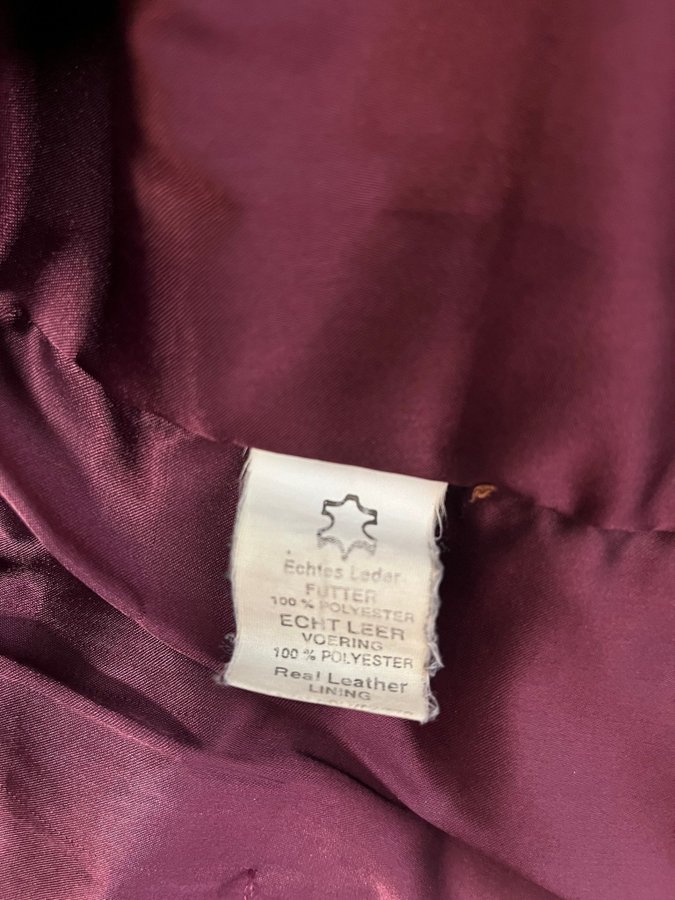 Echtes Leder
FUTTER
100 % POLYESTER
ECHT LEER
VOERING
100 % POLYESTER
Real Leather
LINING